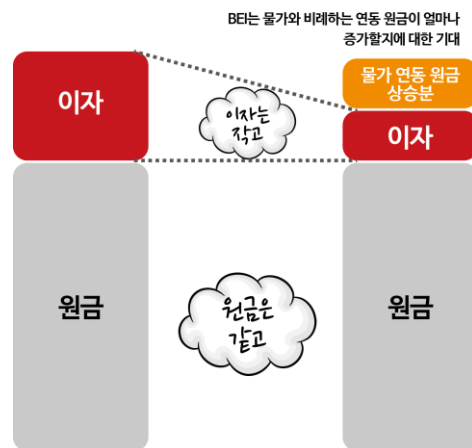 BEI는 물가와 비례하는 연동 원금이 얼마나
증가할지에 대한 기대
이자
이자는
작고
물가 연동 원금
상승분
이자
원금
원금은
같고
원금